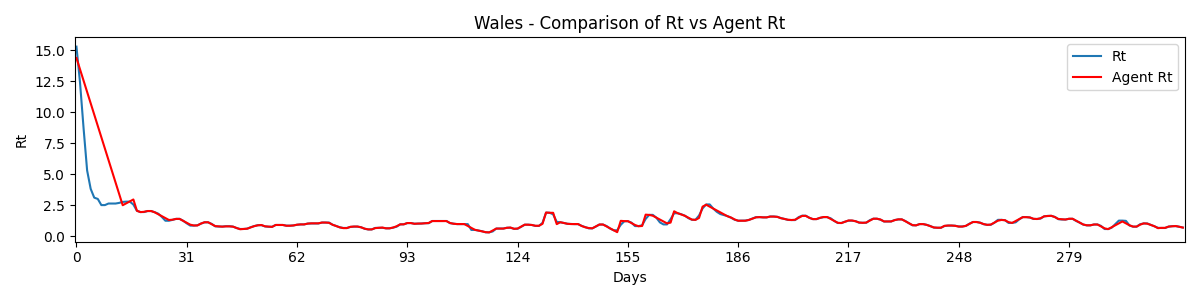 Wales - Comparison of Rt vs Agent Rt
15.0
12.5
10.0
7.5
5.0
2.5
0.0
Rt
Rt
Agent Rt
0 31 62 93 124 155 186 217 248 279
Days